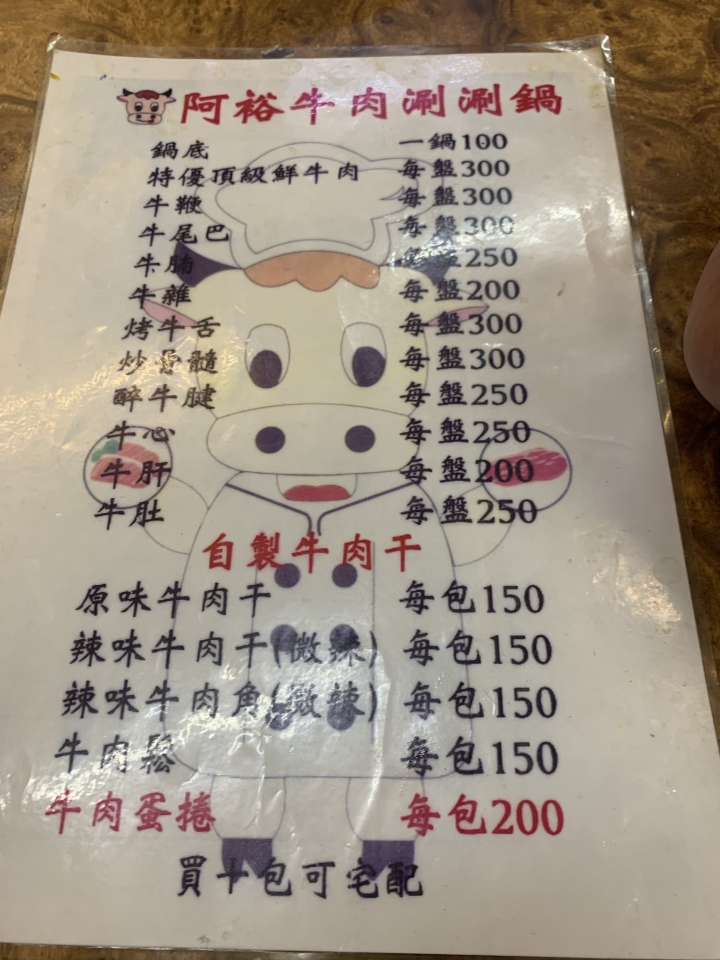 阿裕牛肉涮涮鍋
鍋底 一鍋100
特優頂級鮮牛肉 每盤300
牛鞭 每盤300
牛尾巴 每盤300
牛腩 每盤250
牛雜 每盤200
烤牛舌 每盤300
炒骨髓 每盤300
醉牛腱 每盤250
牛心 每盤250
牛肝 每盤200
牛肚 每盤250
自製牛肉干
原味牛肉干 每包150
辣味牛肉干(微辣) 每包150
辣味牛肉角(微辣) 每包150
牛肉鬆 每包150
牛肉蛋捲 每包200
買十包可宅配